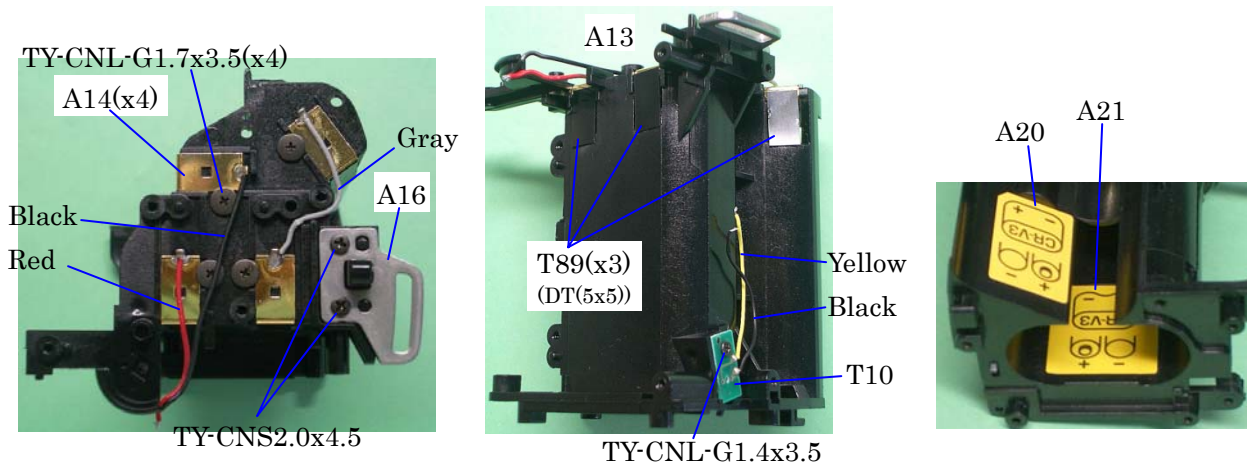 TY-CNL-G1.7x3.5(x4)
A14(x4)
Gray
A16
Black
Red
TY-CNS2.0x4.5
A13
T89(x3)
(DT(5x5))
Yellow
Black
T10
TY-CNL-G1.4x3.5
A20
A21
+ −
CR-V3
− +
−
CR-V3
+ −